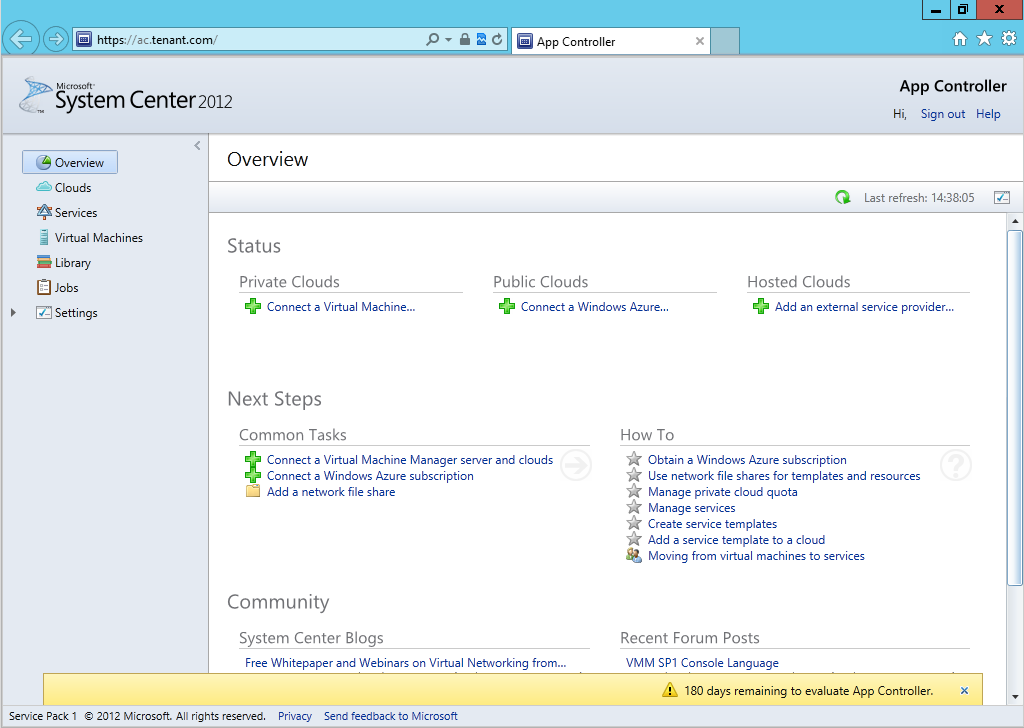 https://ac.tenant.com/
App Controller
Microsoft
System Center 2012
App Controller
Hi, Sign out Help
Overview
Clouds
Services
Virtual Machines
Library
Jobs
Settings
Overview
Last refresh: 14:38:05
Status
Private Clouds
Connect a Virtual Machine...
Public Clouds
Connect a Windows Azure...
Hosted Clouds
Add an external service provider...
Next Steps
Common Tasks
Connect a Virtual Machine Manager server and clouds
Connect a Windows Azure subscription
Add a network file share
How To
Obtain a Windows Azure subscription
Use network file shares for templates and resources
Manage private cloud quota
Manage services
Create service templates
Add a service template to a cloud
Moving from virtual machines to services
Community
System Center Blogs
Free Whitepaper and Webinars on Virtual Networking from...
Recent Forum Posts
VMM SP1 Console Language
180 days remaining to evaluate App Controller.
Service Pack 1 © 2012 Microsoft. All rights reserved. Privacy Send feedback to Microsoft